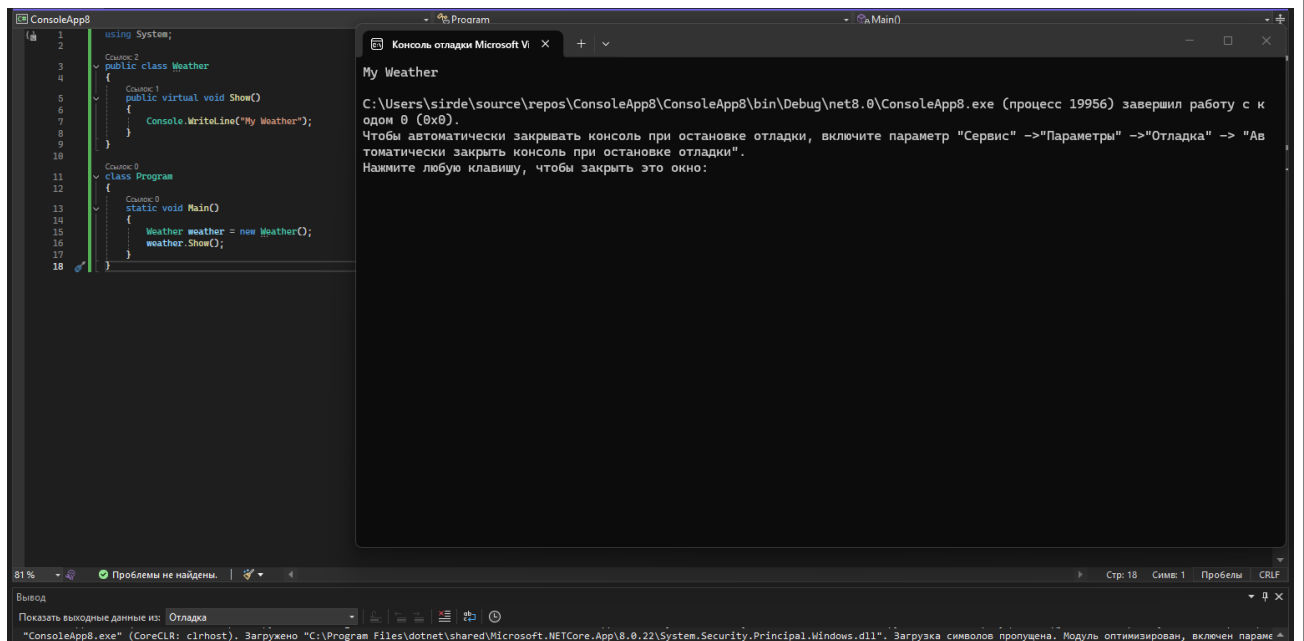 ConsoleApp8
Program
Main()
1 using System;
2
Ссылок: 2
3 public class Weather
4 {
Ссылок: 1
5 public virtual void Show()
6 {
7 Console.WriteLine("My Weather");
8 }
9 }
10
Ссылок: 0
11 class Program
12 {
Ссылок: 0
13 static void Main()
14 {
15 Weather weather = new Weather();
16 weather.Show();
17 }
18 }
Консоль отладки Microsoft Vi
My Weather
C:\Users\sirde\source\repos\ConsoleApp8\ConsoleApp8\bin\Debug\net8.0\ConsoleApp8.exe (процесс 19956) завершил работу с к
одом 0 (0x0).
Чтобы автоматически закрывать консоль при остановке отладки, включите параметр "Сервис" ->"Параметры" ->"Отладка" -> "Ав
томатически закрыть консоль при остановке отладки".
Нажмите любую клавишу, чтобы закрыть это окно:
81 %
Проблемы не найдены.
Стр: 18 Симв: 1 Пробелы CRLF
Вывод
Показать выходные данные из: Отладка
"ConsoleApp8.exe" (CoreCLR: clrhost). Загружено "C:\Program Files\dotnet\shared\Microsoft.NETCore.App\8.0.22\System.Security.Principal.Windows.dll". Загрузка символов пропущена. Модуль оптимизирован, включен параме